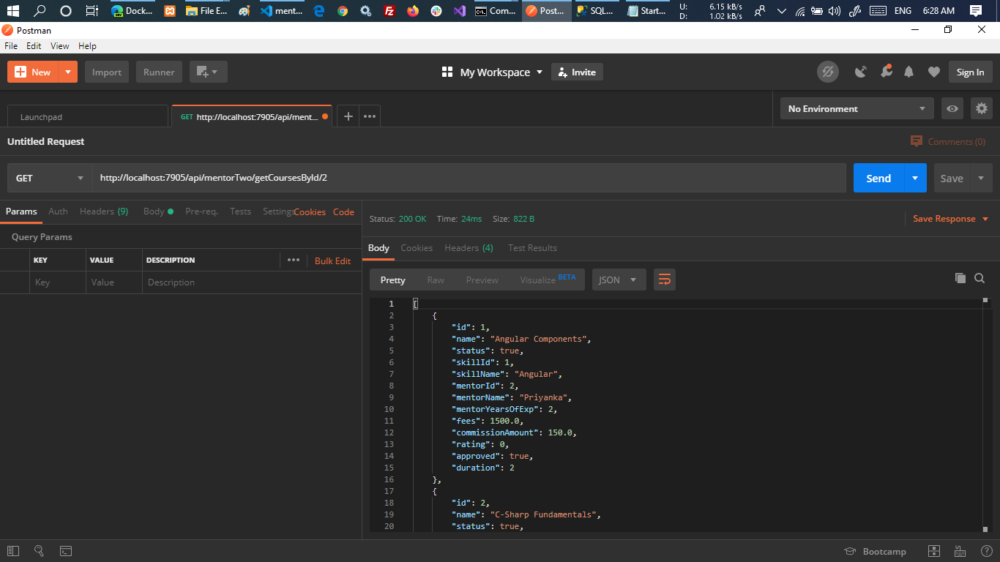 Dock... File E... ment... Com... Post... SQL... Start... U: 6.15 kB/s ENG 6:28 AM
D: 1.02 kB/s
Postman
File Edit View Help
New Import Runner My Workspace Invite Sign In
Launchpad GET http://localhost:7905/api/ment... No Environment
Untitled Request Comments (0)
GET http://localhost:7905/api/mentorTwo/getCoursesById/2 Send Save
Params Auth Headers (9) Body Pre-req. Tests Settings Cookies Code
Status: 200 OK Time: 24ms Size: 822 B Save Response
Query Params
KEY VALUE DESCRIPTION Bulk Edit
Key Value Description
Body Cookies Headers (4) Test Results
Pretty Raw Preview Visualize BETA JSON
1 [
2 {
3 "id": 1,
4 "name": "Angular Components",
5 "status": true,
6 "skillId": 1,
7 "skillName": "Angular",
8 "mentorId": 2,
9 "mentorName": "Priyanka",
10 "mentorYearsOfExp": 2,
11 "fees": 1500.0,
12 "commissionAmount": 150.0,
13 "rating": 0,
14 "approved": true,
15 "duration": 2
16 },
17 {
18 "id": 2,
19 "name": "C-Sharp Fundamentals",
20 "status": true,
Bootcamp